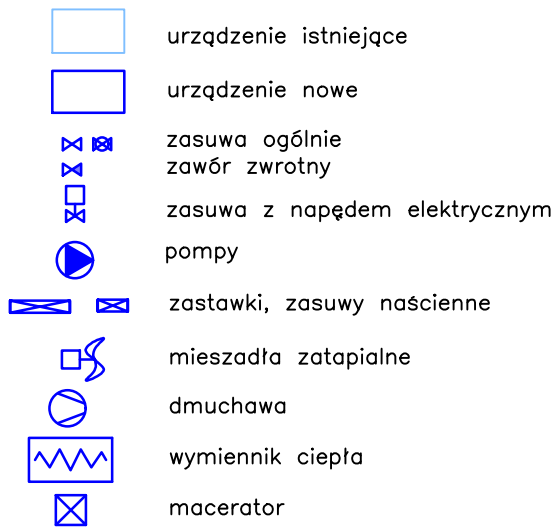 urządzenie istniejące
urządzenie nowe
zasuwa ogólnie
zawór zwrotny
zasuwa z napędem elektrycznym
pompy
zastawki, zasuwy naścienne
mieszadła zatapialne
dmuchawa
wymiennik ciepła
macerator